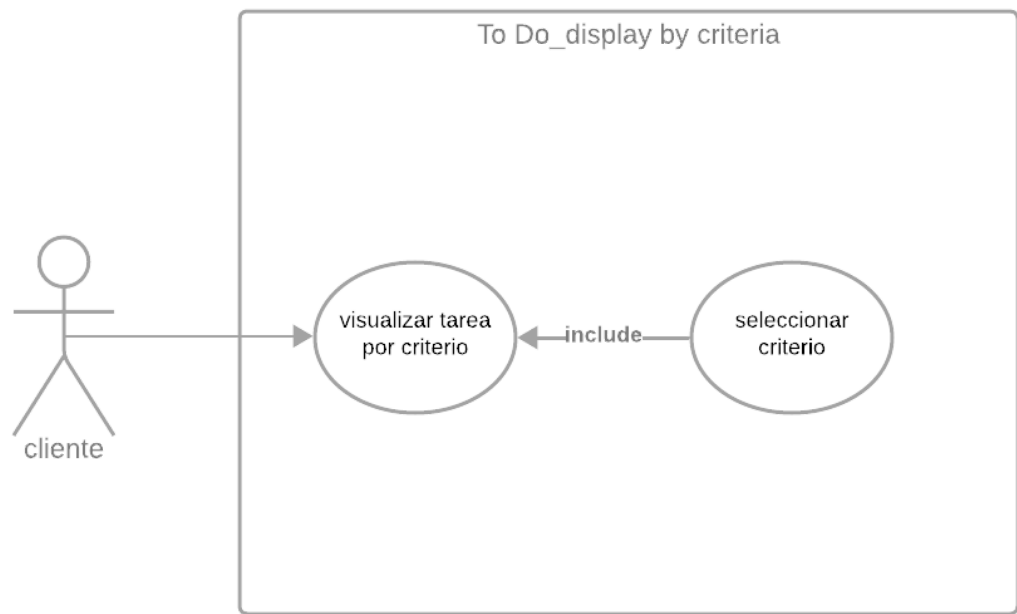 To Do_display by criteria
visualizar tarea
por criterio
include
seleccionar
criterio
cliente